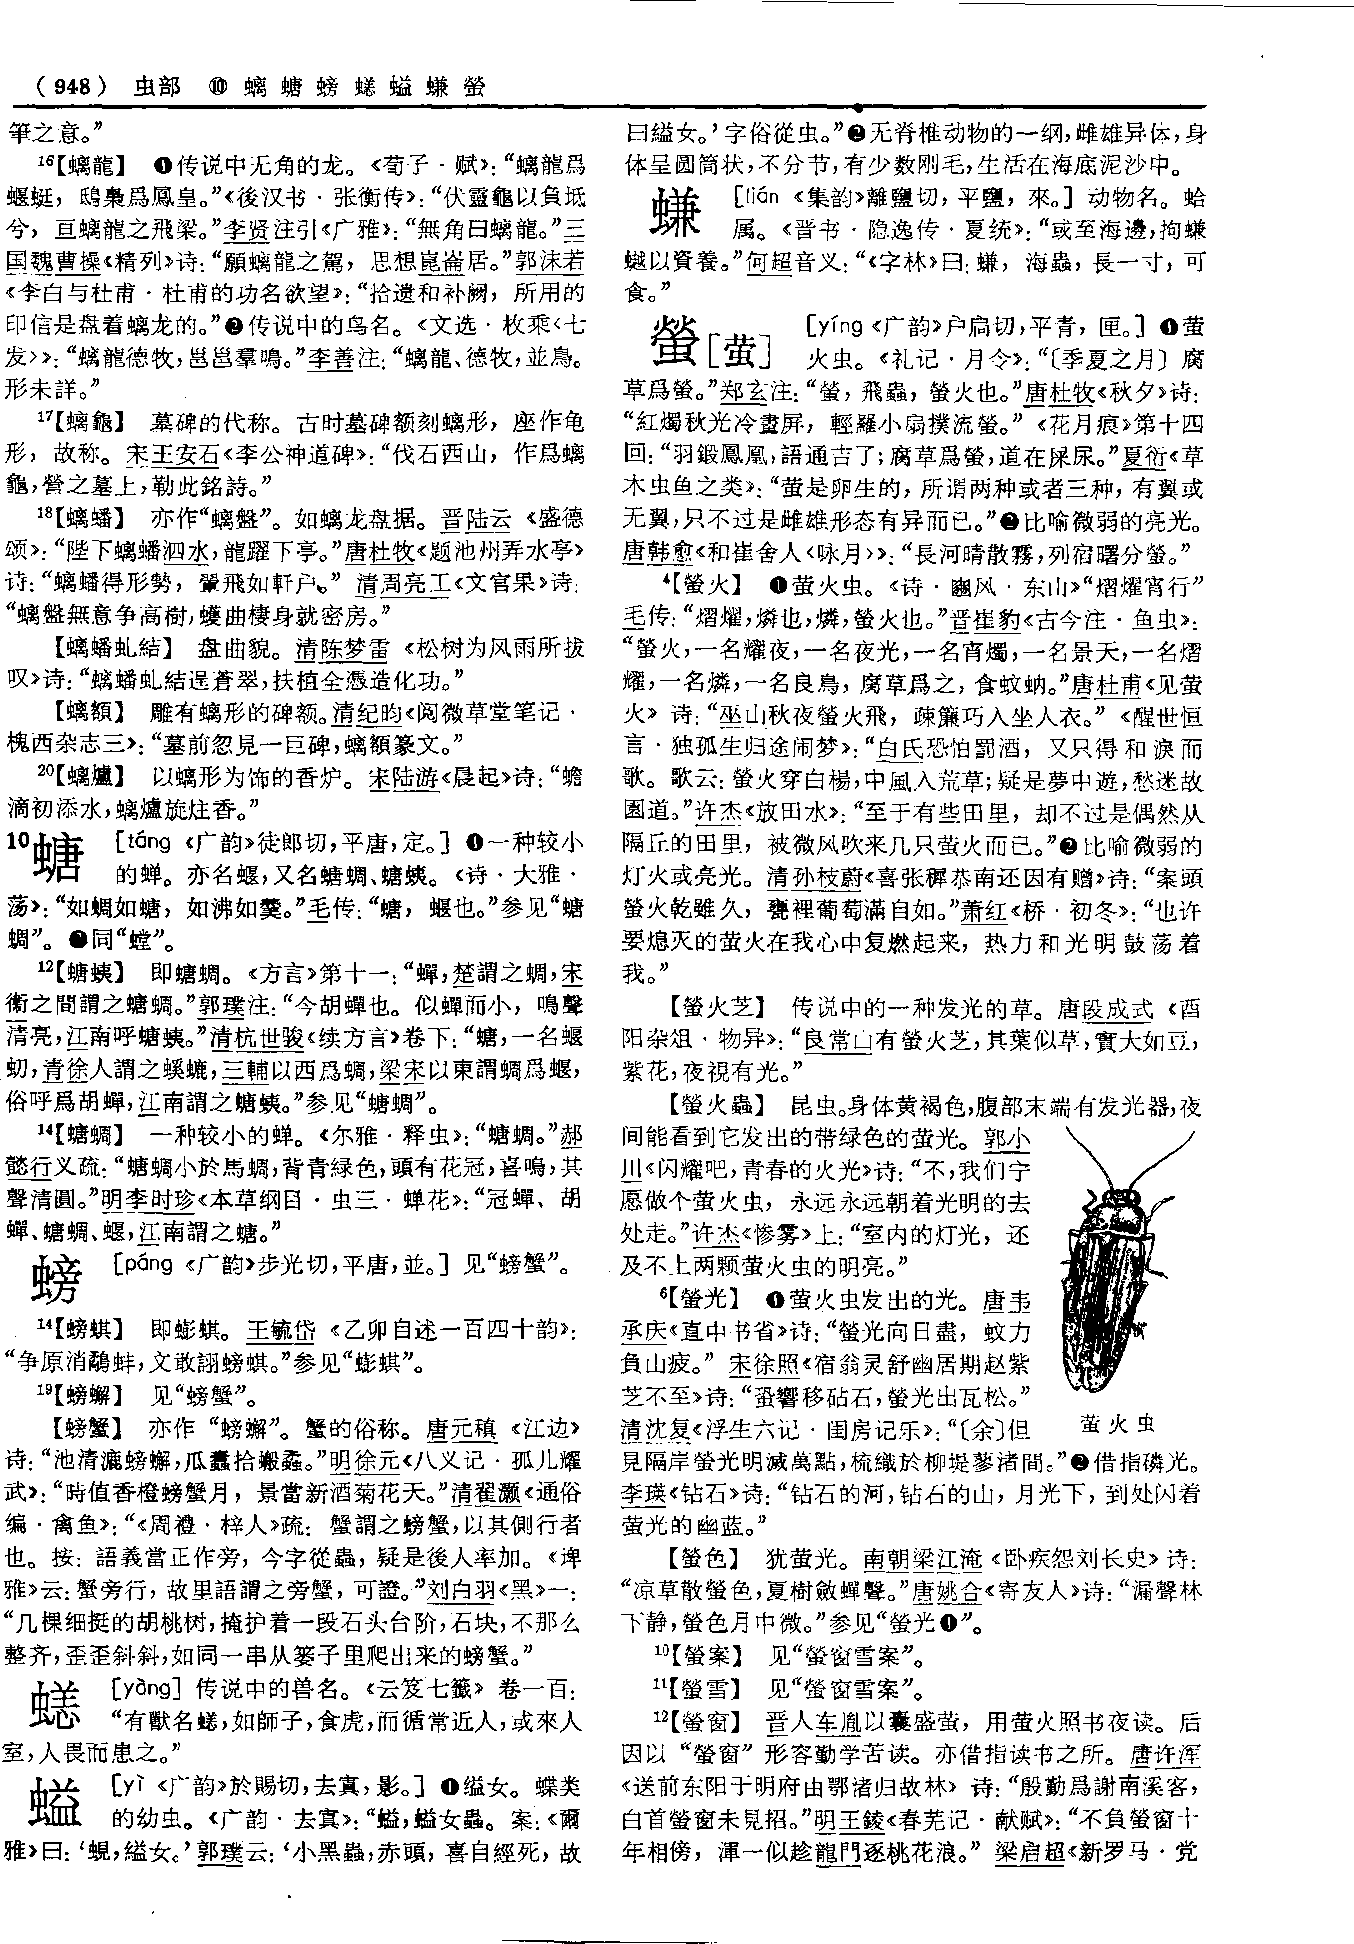 （948） 虫部 ⑩ 螭 螗 螃 𧏵 螠 螊 螢
筆之意。”
16【螭龍】 ❶传说中无角的龙。《荀子·赋》：“螭龍爲
蝘蜓，鴟梟爲鳳皇。”《後汉书·张衡传》：“伏靈龜以負坻
兮，亘螭龍之飛梁。”李贤注引《广雅》：“無角曰螭龍。”三
国魏曹操《精列》诗：“願螭龍之駕，思想崑崙居。”郭沫若
《李白与杜甫·杜甫的功名欲望》：“拾遗和补阙，所用的
印信是盘着螭龙的。”❷传说中的鸟名。《文选·枚乘〈七
发〉》：“螭龍德牧，邕邕羣鳴。”李善注：“螭龍、德牧，並鳥。
形未詳。”
17【螭龜】 墓碑的代称。古时墓碑额刻螭形，座作龟
形，故称。宋王安石《李公神道碑》：“伐石西山，作爲螭
龜，營之墓上，勒此銘詩。”
18【螭蟠】 亦作“螭盤”。如螭龙盘据。晋陆云《盛德
颂》：“陛下螭蟠泗水，龍躍下亭。”唐杜牧《题池州弄水亭》
诗：“螭蟠得形勢，翬飛如軒户。” 清周亮工《文官果》诗：
“螭盤無意争高樹，蠖曲棲身就密房。”
【螭蟠虬結】 盘曲貌。清陈梦雷《松树为风雨所拔
叹》诗：“螭蟠虬結逞蒼翠，扶植全憑造化功。”
【螭額】 雕有螭形的碑额。清纪昀《阅微草堂笔记·
槐西杂志三》：“墓前忽見一巨碑，螭額篆文。”
20【螭爐】 以螭形为饰的香炉。宋陆游《晨起》诗：“蟾
滴初添水，螭爐旋炷香。”
10螗 [táng《广韵》徒郎切，平唐，定。] ❶一种较小
的蝉。亦名蝘，又名螗蜩、螗蛦。《诗·大雅·
荡》：“如蜩如螗，如沸如羹。”毛传：“螗，蝘也。”参见“螗
蜩”。❷同“螳”。
12【螗蛦】 即螗蜩。《方言》第十一：“蟬，楚謂之蜩，宋
衛之間謂之螗蜩。”郭璞注：“今胡蟬也。似蟬而小，鳴聲
清亮，江南呼螗蛦。”清杭世骏《续方言》卷下：“螗，一名蝘
虭，青徐人謂之螇螰，三輔以西爲蜩，梁宋以東謂蜩爲蝘，
俗呼爲胡蟬，江南謂之螗蛦。”参见“螗蜩”。
14【螗蜩】 一种较小的蝉。《尔雅·释虫》：“螗蜩。”郝
懿行义疏：“螗蜩小於馬蜩，背青緑色，頭有花冠，喜鳴，其
聲清圓。”明李时珍《本草纲目·虫三·蝉花》：“冠蟬、胡
蟬、螗蜩、蝘，江南謂之螗。”
螃 [páng《广韵》步光切，平唐，並。] 见“螃蟹”。
14【螃蜞】 即蟛蜞。王毓岱《乙卯自述一百四十韵》：
“争原消鷸蚌，文敢詡螃蜞。”参见“蟛蜞”。
19【螃蠏】 见“螃蟹”。
【螃蟹】 亦作“螃蠏”。蟹的俗称。唐元稹《江边》
诗：“池清漉螃蠏，瓜蠹拾𧎅蟊。”明徐元《八义记·孤儿耀
武》：“時值香橙螃蟹月，景當新酒菊花天。”清翟灏《通俗
编·禽鱼》：“《周禮·梓人》疏：蟹謂之螃蟹，以其側行者
也。按：語義當正作旁，今字從蟲，疑是後人率加。《埤
雅》云：蟹旁行，故里語謂之旁蟹，可證。”刘白羽《黑》一：
“几棵细挺的胡桃树，掩护着一段石头台阶，石块，不那么
整齐，歪歪斜斜，如同一串从篓子里爬出来的螃蟹。”
𧏵 [yòng] 传说中的兽名。《云笈七籤》卷一百：
“有獸名𧏵，如師子，食虎，而循常近人，或來人
室，人畏而患之。”
螠 [yì《广韵》於賜切，去寘，影。] ❶缢女。蝶类
的幼虫。《广韵·去寘》：“螠，螠女蟲。案：《爾
雅》曰：‘蜆，縊女。’郭璞云：‘小黑蟲，赤頭，喜自經死，故
曰縊女。’字俗從虫。”❷无脊椎动物的一纲，雌雄异体，身
体呈圆筒状，不分节，有少数刚毛，生活在海底泥沙中。
螊 [lián《集韵》離鹽切，平鹽，來。] 动物名。蛤
属。《晋书·隐逸传·夏统》：“或至海邊，拘螊
𧑅以資養。”何超音义：“《字林》曰：螊，海蟲，長一寸，可
食。”
螢[萤] [yíng《广韵》户扃切，平青，匣。] ❶萤
火虫。《礼记·月令》：“〔季夏之月〕腐
草爲螢。”郑玄注：“螢，飛蟲，螢火也。”唐杜牧《秋夕》诗：
“紅燭秋光冷畫屏，輕羅小扇撲流螢。”《花月痕》第十四
回：“羽鍛鳳凰，語通吉了；腐草爲螢，道在屎尿。”夏衍《草
木虫鱼之类》：“萤是卵生的，所谓两种或者三种，有翼或
无翼，只不过是雌雄形态有异而已。”❷比喻微弱的亮光。
唐韩愈《和崔舍人〈咏月〉》：“長河晴散霧，列宿曙分螢。”
4【螢火】 ❶萤火虫。《诗·豳风·东山》“熠燿宵行”
毛传：“熠燿，燐也，燐，螢火也。”晋崔豹《古今注·鱼虫》：
“螢火，一名耀夜，一名夜光，一名宵燭，一名景天，一名熠
燿，一名燐，一名良鳥，腐草爲之，食蚊蚋。”唐杜甫《见萤
火》诗：“巫山秋夜螢火飛，疎簾巧入坐人衣。”《醒世恒
言·独孤生归途闹梦》：“白氏恐怕罰酒，又只得和淚而
歌。歌云：螢火穿白楊，中風入荒草；疑是夢中遊，愁迷故
園道。”许杰《放田水》：“至于有些田里，却不过是偶然从
隔丘的田里，被微风吹来几只萤火而已。”❷比喻微弱的
灯火或亮光。清孙枝蔚《喜张穉恭南还因有赠》诗：“案頭
螢火乾雖久，甕裡葡萄滿自如。”萧红《桥·初冬》：“也许
要熄灭的萤火在我心中复燃起来，热力和光明鼓荡着
我。”
【螢火芝】 传说中的一种发光的草。唐段成式《酉
阳杂俎·物异》：“良常山有螢火芝，其葉似草，實大如豆，
紫花，夜視有光。”
【螢火蟲】 昆虫。身体黄褐色，腹部末端有发光器，夜
间能看到它发出的带绿色的萤光。郭小
川《闪耀吧，青春的火光》诗：“不，我们宁
愿做个萤火虫，永远永远朝着光明的去
处走。”许杰《惨雾》上：“室内的灯光，还
及不上两颗萤火虫的明亮。”
6【螢光】 ❶萤火虫发出的光。唐韦
承庆《直中书省》诗：“螢光向日盡，蚊力
負山疲。” 宋徐照《宿翁灵舒幽居期赵紫
芝不至》诗：“蛩響移砧石，螢光出瓦松。”
清沈复《浮生六记·闺房记乐》：“〔余〕但
萤火虫
見隔岸螢光明滅萬點，梳織於柳堤蓼渚間。”❷借指磷光。
李瑛《钻石》诗：“钻石的河，钻石的山，月光下，到处闪着
萤光的幽蓝。”
【螢色】 犹萤光。南朝梁江淹《卧疾怨刘长史》诗：
“凉草散螢色，夏樹斂蟬聲。”唐姚合《寄友人》诗：“漏聲林
下静，螢色月中微。”参见“螢光❶”。
10【螢案】 见“螢窗雪案”。
11【螢雪】 见“螢窗雪案”。
12【螢窗】 晋人车胤以囊盛萤，用萤火照书夜读。后
因以“螢窗”形容勤学苦读。亦借指读书之所。唐许浑
《送前东阳于明府由鄂渚归故林》诗：“殷勤爲謝南溪客，
白首螢窗未見招。”明王錂《春芜记·献赋》：“不負螢窗十
年相傍，渾一似趁龍門逐桃花浪。” 梁启超《新罗马·党